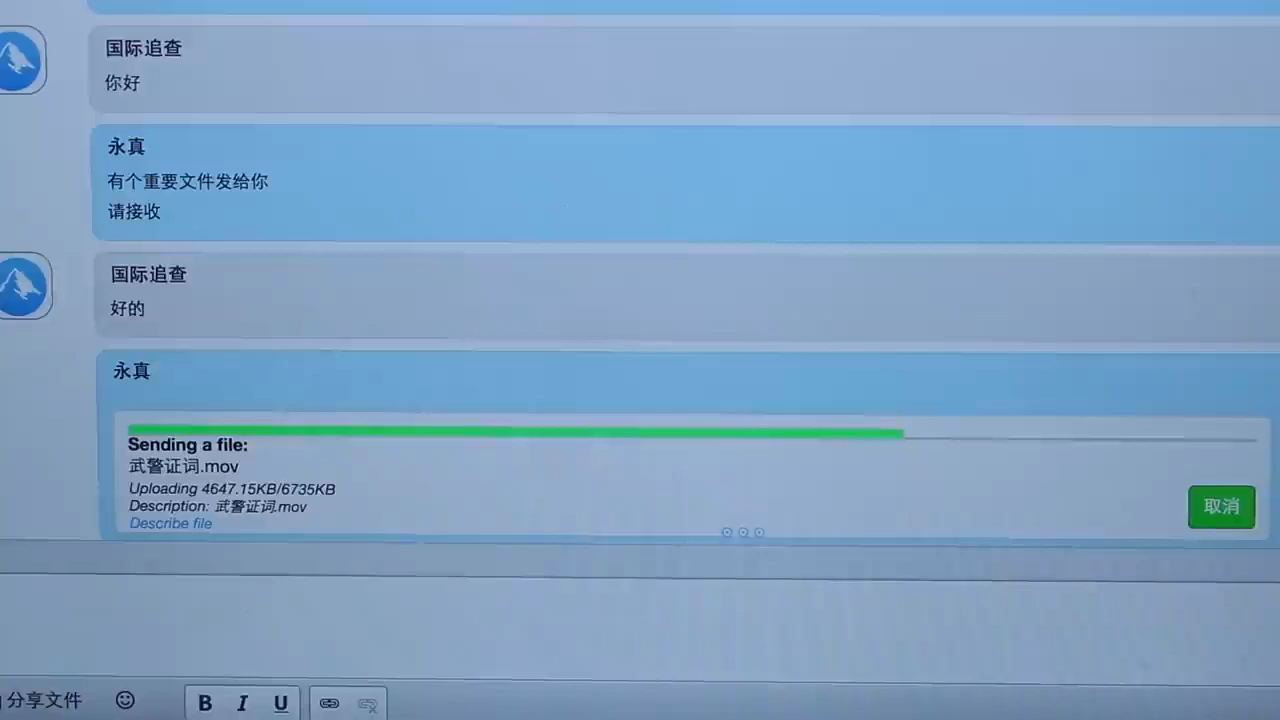 国际追查
你好
永真
有个重要文件发给你
请接收
国际追查
好的
永真
Sending a file:
武警证词.mov
Uploading 4647.15KB/6735KB
Description: 武警证词.mov
Describe file
取消
分享文件
B I U